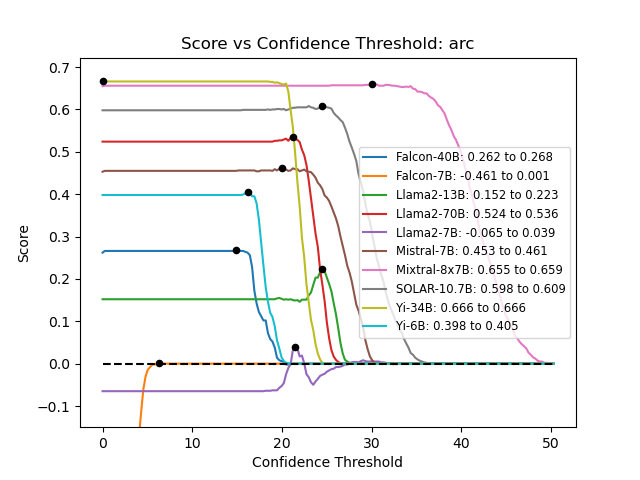 Score vs Confidence Threshold: arc
0.7
0.6
0.5
0.4
0.3
0.2
0.1
0.0
−0.1
Score
0
10
20
30
40
50
Confidence Threshold
Falcon-40B: 0.262 to 0.268
Falcon-7B: -0.461 to 0.001
Llama2-13B: 0.152 to 0.223
Llama2-70B: 0.524 to 0.536
Llama2-7B: -0.065 to 0.039
Mistral-7B: 0.453 to 0.461
Mixtral-8x7B: 0.655 to 0.659
SOLAR-10.7B: 0.598 to 0.609
Yi-34B: 0.666 to 0.666
Yi-6B: 0.398 to 0.405